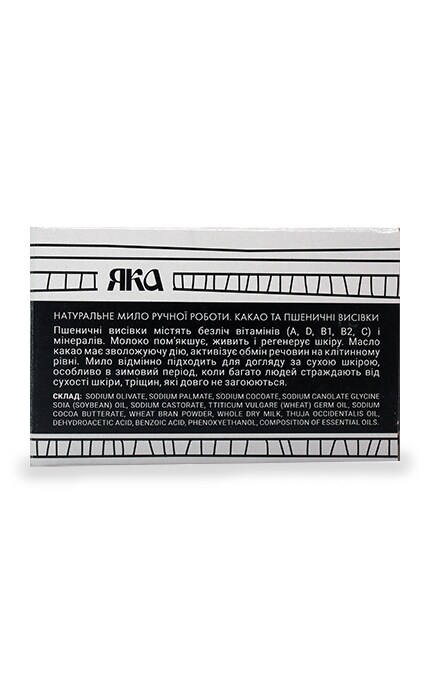 ЯКА
НАТУРАЛЬНЕ МИЛО РУЧНОЇ РОБОТИ. КАКАО ТА ПШЕНИЧНІ ВИСІВКИ
Пшеничні висівки містять безліч вітамінів (A, D, B1, B2, C) і
мінералів. Молоко пом'якшує, живить і регенерує шкіру. Масло
какао має зволожуючу дію, активізує обмін речовин на клітинному
рівні. Мило відмінно підходить для догляду за сухою шкірою,
особливо в зимовий період, коли багато людей страждають від
сухості шкіри, тріщин, які довго не загоюються.
СКЛАД: SODIUM OLIVATE, SODIUM PALMATE, SODIUM COCOATE, SODIUM CANOLATE GLYCINE
SOIA (SOYBEAN) OIL, SODIUM CASTORATE, TTITICUM VULGARE (WHEAT) GERM OIL, SODIUM
COCOA BUTTERATE, WHEAT BRAN POWDER, WHOLE DRY MILK, THUJA OCCIDENTALIS OIL,
DEHYDROACETIC ACID, BENZOIC ACID, PHENOXYETHANOL, COMPOSITION OF ESSENTIAL OILS.